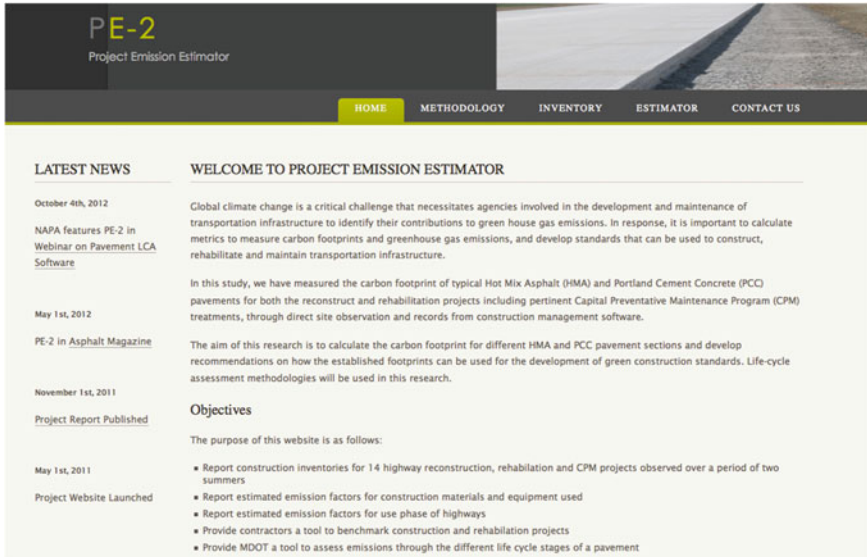 PE-2
Project Emission Estimator
HOME METHODOLOGY INVENTORY ESTIMATOR CONTACT US
LATEST NEWS
October 4th, 2012
NAPA features PE-2 in
Webinar on Pavement LCA
Software
May 1st, 2012
PE-2 in Asphalt Magazine
November 1st, 2011
Project Report Published
May 1st, 2011
Project Website Launched
WELCOME TO PROJECT EMISSION ESTIMATOR
Global climate change is a critical challenge that necessitates agencies involved in the development and maintenance of
transportation infrastructure to identify their contributions to green house gas emissions. In response, it is important to calculate
metrics to measure carbon footprints and greenhouse gas emissions, and develop standards that can be used to construct,
rehabilitate and maintain transportation infrastructure.
In this study, we have measured the carbon footprint of typical Hot Mix Asphalt (HMA) and Portland Cement Concrete (PCC)
pavements for both the reconstruct and rehabilitation projects including pertinent Capital Preventative Maintenance Program (CPM)
treatments, through direct site observation and records from construction management software.
The aim of this research is to calculate the carbon footprint for different HMA and PCC pavement sections and develop
recommendations on how the established footprints can be used for the development of green construction standards. Life-cycle
assessment methodologies will be used in this research.
Objectives
The purpose of this website is as follows:
▪ Report construction inventories for 14 highway reconstruction, rehabilation and CPM projects observed over a period of two
summers
▪ Report estimated emission factors for construction materials and equipment used
▪ Report estimated emission factors for use phase of highways
▪ Provide contractors a tool to benchmark construction and rehabilation projects
▪ Provide MDOT a tool to assess emissions through the different life cycle stages of a pavement